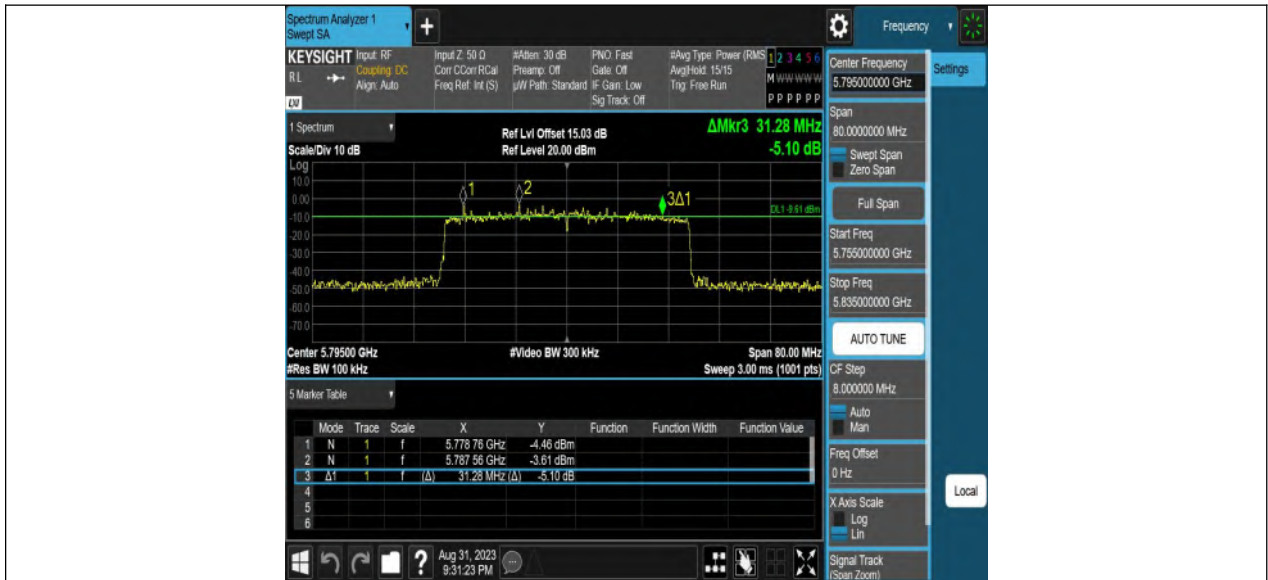 Spectrum Analyzer 1
Swept SA
+
Frequency
KEYSIGHT
RL
LXI
Input: RF
Coupling: DC
Align: Auto
Input Z: 50 Ω
Corr CCorr RCal
Freq Ref: Int (S)
#Atten: 30 dB
Preamp: Off
µW Path: Standard
PNO: Fast
Gate: Off
IF Gain: Low
Sig Track: Off
#Avg Type: Power (RMS
Avg|Hold: 15/15
Trig: Free Run
1 2 3 4 5 6
M W W W W W
P P P P P P
1 Spectrum
Scale/Div 10 dB
Ref Lvl Offset 15.03 dB
Ref Level 20.00 dBm
ΔMkr3 31.28 MHz
-5.10 dB
Log
10.0
0.00
-10.0
-20.0
-30.0
-40.0
-50.0
-60.0
-70.0
1
2
3Δ1
DL1 -9.61 dBm
Center 5.79500 GHz
#Res BW 100 kHz
#Video BW 300 kHz
Span 80.00 MHz
Sweep 3.00 ms (1001 pts)
5 Marker Table
Mode Trace Scale X Y Function Function Width Function Value
1 N 1 f 5.778 76 GHz -4.46 dBm
2 N 1 f 5.787 56 GHz -3.61 dBm
3 Δ1 1 f (Δ) 31.28 MHz (Δ) -5.10 dB
4
5
6
?
Aug 31, 2023
9:31:23 PM
Center Frequency
5.795000000 GHz
Settings
Span
80.0000000 MHz
Swept Span
Zero Span
Full Span
Start Freq
5.755000000 GHz
Stop Freq
5.835000000 GHz
AUTO TUNE
CF Step
8.000000 MHz
Auto
Man
Freq Offset
0 Hz
Local
X Axis Scale
Log
Lin
Signal Track
(Span Zoom)